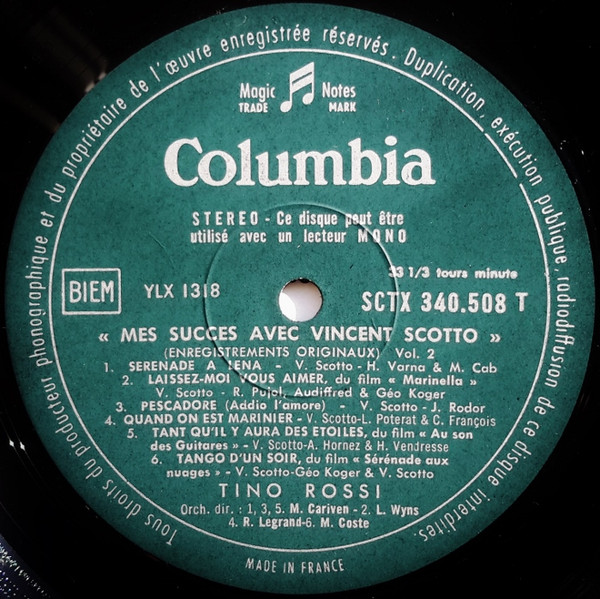 Tous droits du producteur phonographique et du propriétaire de l'œuvre enregistrée réservés. Duplication, exécution publique, radiodiffusion de ce disque interdites.
Magic Notes
TRADE MARK
Columbia
STEREO - Ce disque peut être
utilisé avec un lecteur MONO
33 1/3 tours minute
BIEM YLX 1318 SCTX 340.508 T
« MES SUCCES AVEC VINCENT SCOTTO »
(ENREGISTREMENTS ORIGINAUX) Vol. 2
1. SERENADE A LENA - V. Scotto - H. Varna & M. Cab
2. LAISSEZ-MOI VOUS AIMER, du film « Marinella »
V. Scotto - R. Pujol, Audiffred & Géo Koger
3. PESCADORE (Addio l'amore) - V. Scotto - J. Rodor
4. QUAND ON EST MARINIER - V. Scotto-L. Poterat & C. François
5. TANT QU'IL Y AURA DES ETOILES, du film « Au son
des Guitares » - V. Scotto-A. Hornez & H. Vendresse
6. TANGO D'UN SOIR, du film « Sérénade aux
nuages » - V. Scotto-Géo Koger & V. Scotto
TINO ROSSI
Orch. dir. : 1, 3, 5. M. Cariven - 2. L. Wyns
4. R. Legrand-6. M. Coste
MADE IN FRANCE